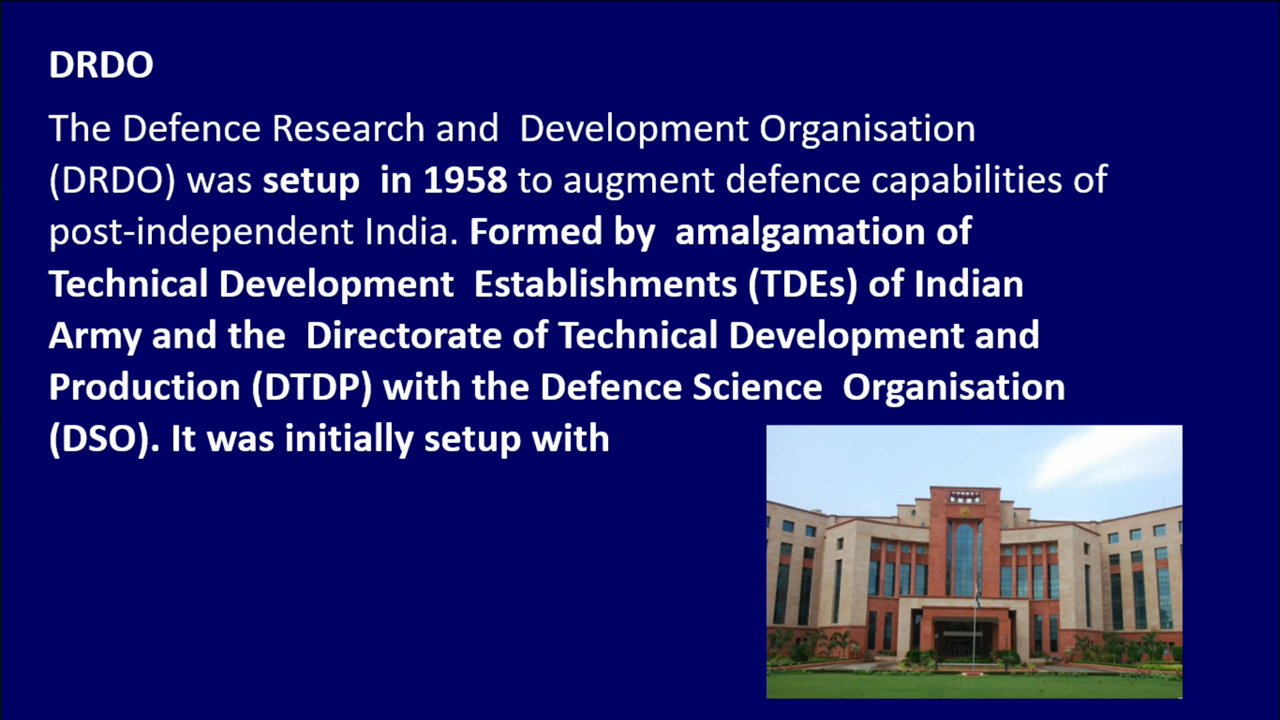 DRDO
The Defence Research and  Development Organisation
(DRDO) was setup  in 1958 to augment defence capabilities of
post-independent India. Formed by  amalgamation of
Technical Development  Establishments (TDEs) of Indian
Army and the  Directorate of Technical Development and
Production (DTDP) with the Defence Science  Organisation
(DSO). It was initially setup with